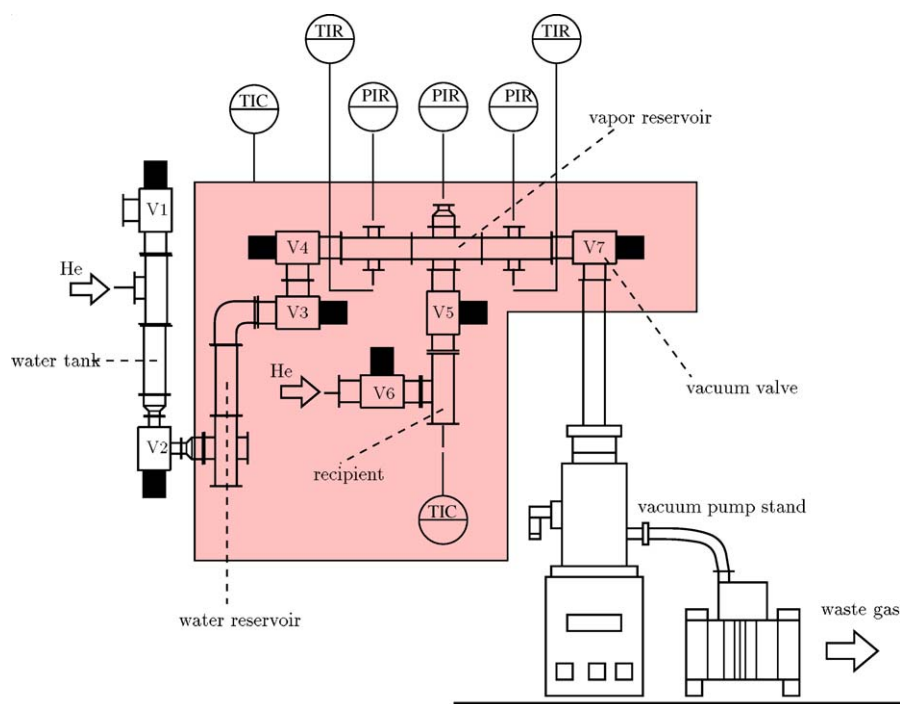 TIR
TIR
TIC
PIR
PIR
PIR
vapor reservoir
V1
V4
V7
He
V3
V5
water tank
He
V6
vacuum valve
V2
recipient
TIC
vacuum pump stand
water reservoir
waste gas